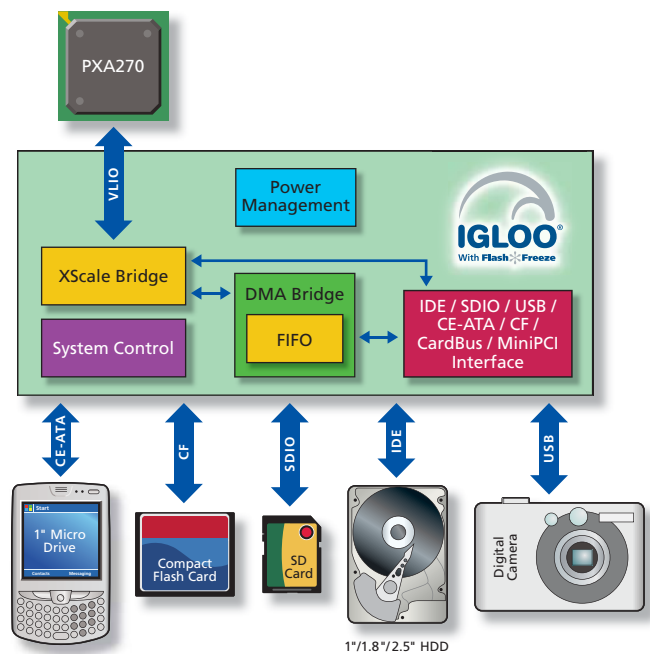 PXA270
VLIO
Power
Management
IGLOO®
With Flash Freeze
XScale Bridge
DMA Bridge
FIFO
IDE / SDIO / USB /
CE-ATA / CF /
CardBus / MiniPCI
Interface
System Control
CE-ATA
CF
SDIO
IDE
USB
Start
1" Micro
Drive
Contacts
Messaging
Compact
Flash Card
SD
Card
Digital
Camera
1"/1.8"/2.5" HDD